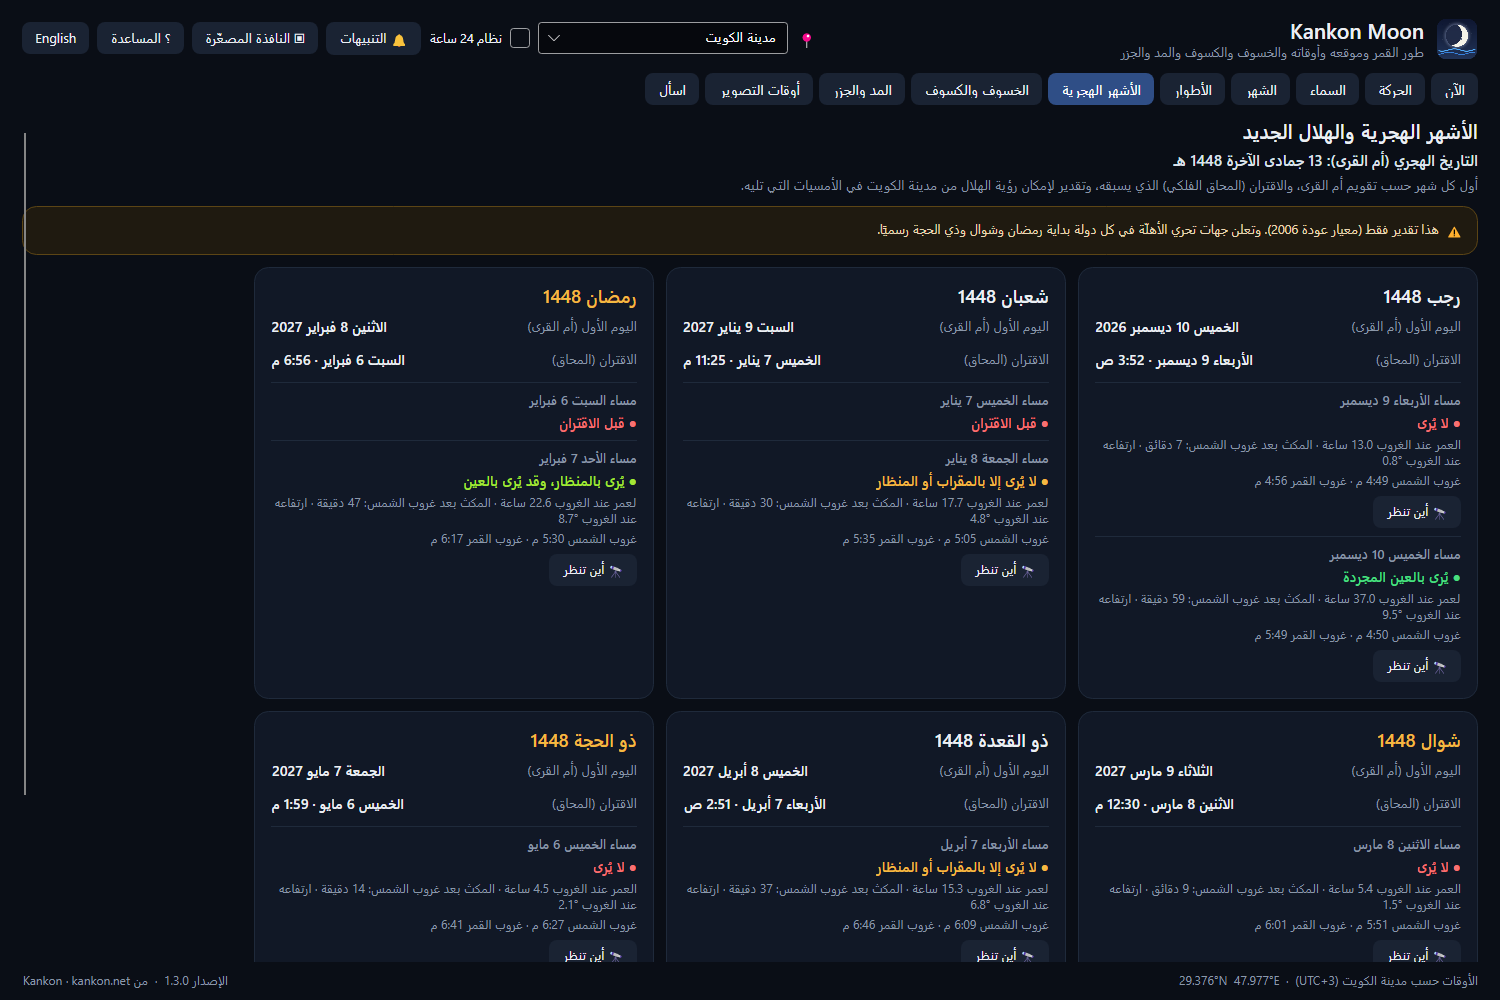 Kankon Moon
طور القمر وموقعه وأوقاته والخسوف والكسوف والمد والجزر
مدينة الكويت
نظام 24 ساعة
التنبيهات
النافذة المصغّرة
؟ المساعدة
English
الآن
الحركة
السماء
الشهر
الأطوار
الأشهر الهجرية
الخسوف والكسوف
المد والجزر
أوقات التصوير
اسأل
الأشهر الهجرية والهلال الجديد
التاريخ الهجري (أم القرى): 13 جمادى الآخرة 1448 هـ
أول كل شهر حسب تقويم أم القرى، والاقتران (المحاق الفلكي) الذي يسبقه، وتقدير لإمكان رؤية الهلال من مدينة الكويت في الأمسيات التي تليه.
هذا تقدير فقط (معيار عودة 2006). وتعلن جهات تحري الأهلّة في كل دولة بداية رمضان وشوال وذي الحجة رسميًا.
رجب 1448
اليوم الأول (أم القرى) الخميس 10 ديسمبر 2026
الاقتران (المحاق) الأربعاء 9 ديسمبر · 3:52 ص
مساء الأربعاء 9 ديسمبر
● لا يُرى
العمر عند الغروب 13.0 ساعة · المكث بعد غروب الشمس: 7 دقائق · ارتفاعه
عند الغروب 0.8°
غروب الشمس 4:49 م · غروب القمر 4:56 م
أين تنظر
مساء الخميس 10 ديسمبر
● يُرى بالعين المجردة
لعمر عند الغروب 37.0 ساعة · المكث بعد غروب الشمس: 59 دقيقة · ارتفاعه
عند الغروب 9.5°
غروب الشمس 4:50 م · غروب القمر 5:49 م
أين تنظر
شعبان 1448
اليوم الأول (أم القرى) السبت 9 يناير 2027
الاقتران (المحاق) الخميس 7 يناير · 11:25 م
مساء الخميس 7 يناير
● قبل الاقتران
مساء الجمعة 8 يناير
● لا يُرى إلا بالمقراب أو المنظار
لعمر عند الغروب 17.7 ساعة · المكث بعد غروب الشمس: 30 دقيقة · ارتفاعه
عند الغروب 4.8°
غروب الشمس 5:05 م · غروب القمر 5:35 م
أين تنظر
رمضان 1448
اليوم الأول (أم القرى) الاثنين 8 فبراير 2027
الاقتران (المحاق) السبت 6 فبراير · 6:56 م
مساء السبت 6 فبراير
● قبل الاقتران
مساء الأحد 7 فبراير
● يُرى بالمنظار، وقد يُرى بالعين
لعمر عند الغروب 22.6 ساعة · المكث بعد غروب الشمس: 47 دقيقة · ارتفاعه
عند الغروب 8.7°
غروب الشمس 5:30 م · غروب القمر 6:17 م
أين تنظر
شوال 1448
اليوم الأول (أم القرى) الثلاثاء 9 مارس 2027
الاقتران (المحاق) الاثنين 8 مارس · 12:30 م
مساء الاثنين 8 مارس
● لا يُرى
العمر عند الغروب 5.4 ساعة · المكث بعد غروب الشمس: 9 دقائق · ارتفاعه
عند الغروب 1.5°
غروب الشمس 5:51 م · غروب القمر 6:01 م
أين تنظر
ذو القعدة 1448
اليوم الأول (أم القرى) الخميس 8 أبريل 2027
الاقتران (المحاق) الأربعاء 7 أبريل · 2:51 ص
مساء الأربعاء 7 أبريل
● لا يُرى إلا بالمقراب أو المنظار
لعمر عند الغروب 15.3 ساعة · المكث بعد غروب الشمس: 37 دقيقة · ارتفاعه
عند الغروب 6.8°
غروب الشمس 6:09 م · غروب القمر 6:46 م
أين تنظر
ذو الحجة 1448
اليوم الأول (أم القرى) الجمعة 7 مايو 2027
الاقتران (المحاق) الخميس 6 مايو · 1:59 م
مساء الخميس 6 مايو
● لا يُرى
العمر عند الغروب 4.5 ساعة · المكث بعد غروب الشمس: 14 دقيقة · ارتفاعه
عند الغروب 2.1°
غروب الشمس 6:27 م · غروب القمر 6:41 م
أين تنظر
الأوقات حسب مدينة الكويت (UTC+3) · 29.376°N 47.977°E
الإصدار 1.3.0 · من Kankon · kankon.net